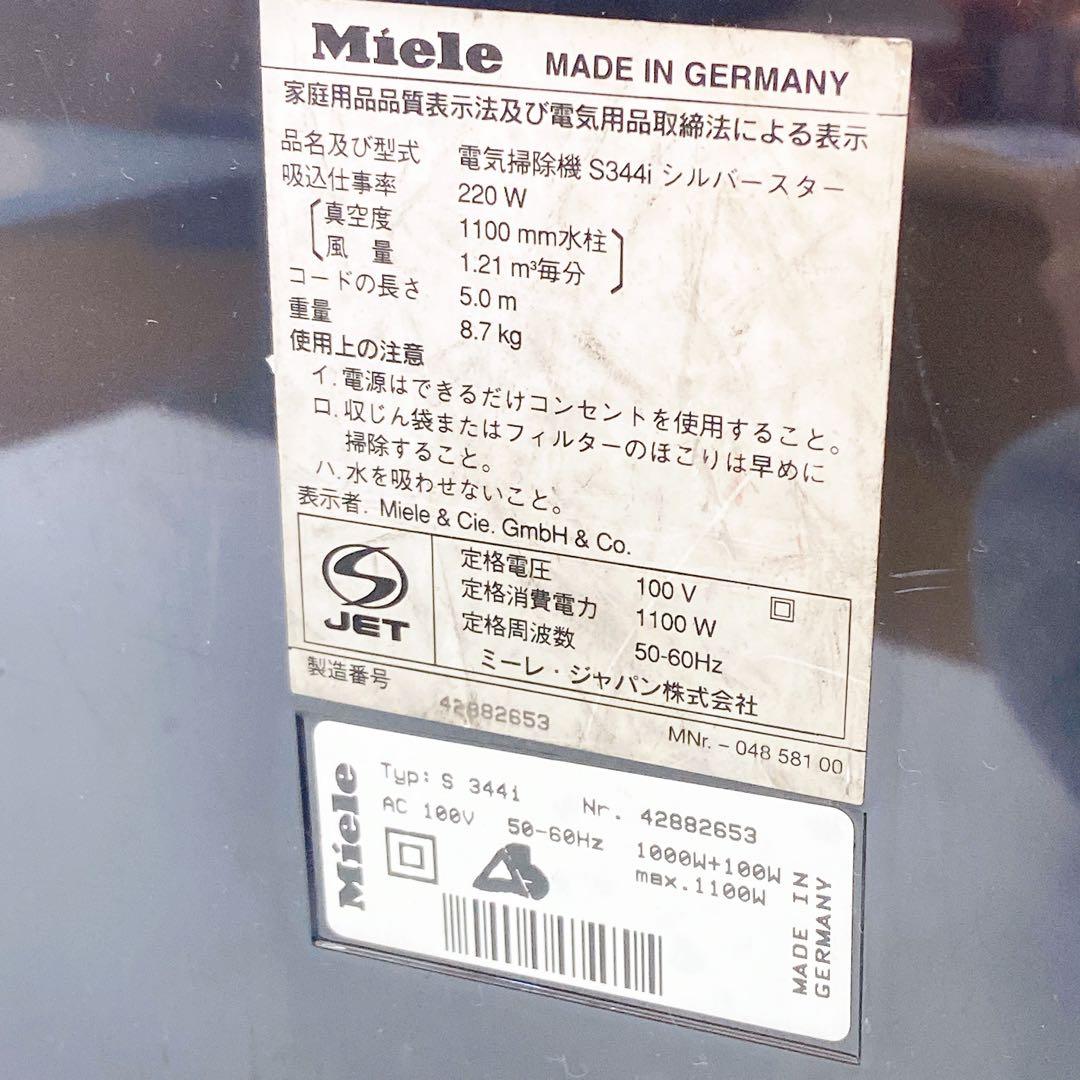 Miele MADE IN GERMANY
家庭用品品質表示法及び電気用品取締法による表示
品名及び型式 電気掃除機 S344i シルバースター
吸込仕事率 220 W
真空度 1100 mm水柱
風 量 1.21 m³毎分
コードの長さ 5.0 m
重量 8.7 kg
使用上の注意
イ. 電源はできるだけコンセントを使用すること。
ロ. 収じん袋またはフィルターのほこりは早めに
掃除すること。
ハ. 水を吸わせないこと。
表示者. Miele & Cie. GmbH & Co.
JET
定格電圧 100 V
定格消費電力 1100 W
定格周波数 50-60Hz
ミーレ・ジャパン株式会社
製造番号 42882653 MNr. - 048 581 00
Miele
Typ: S 344i Nr. 42882653
AC 100V 50-60Hz 1000W+100W
max. 1100W
MADE IN
GERMANY